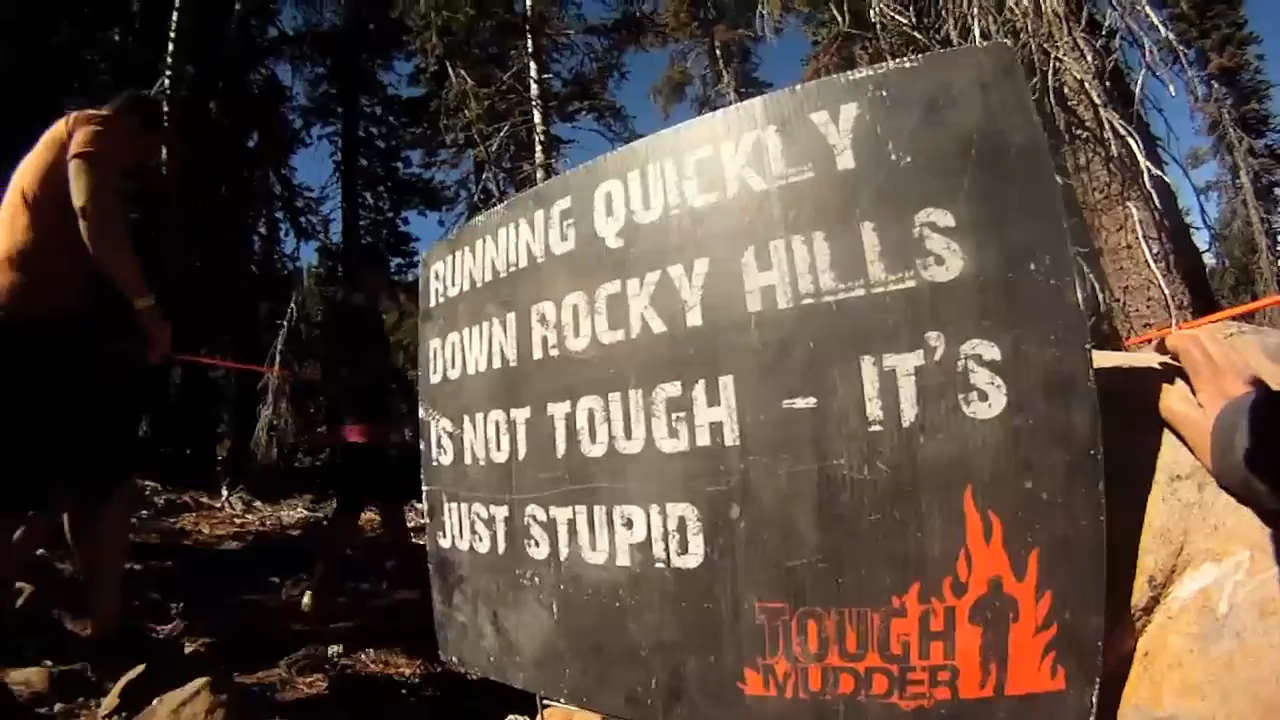 RUNNING QUICKLY
DOWN ROCKY HILLS
IS NOT TOUGH - IT'S
JUST STUPID
TOUGH
MUDDER